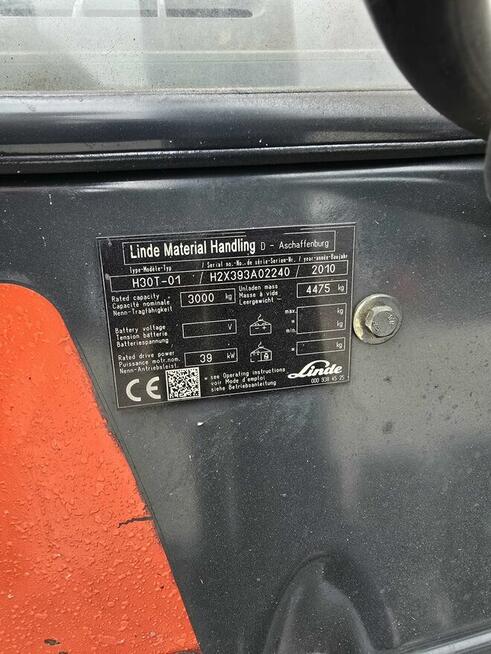 Linde Material Handling D - Aschaffenburg
Type-Modèle-Typ / Serial no.-No. de série-Serien-Nr. / year-année-Baujahr
H30T-01 / H2X393A02240 / 2010
Rated capacity
Capacité nominale 3000 kg
Nenn-Tragfähigkeit
Unladen mass
Masse à vide 4475 kg
Leergewicht
Battery voltage
Tension batterie V
Batteriespannung
max. kg
min. kg
Rated drive power
Puissance motr.nom. 39 kW
Nenn-Antriebsleist.
kg
CE
see Operating instructions
voir Mode d'emploi
siehe Betriebsanleitung
Linde
000 938 45 25